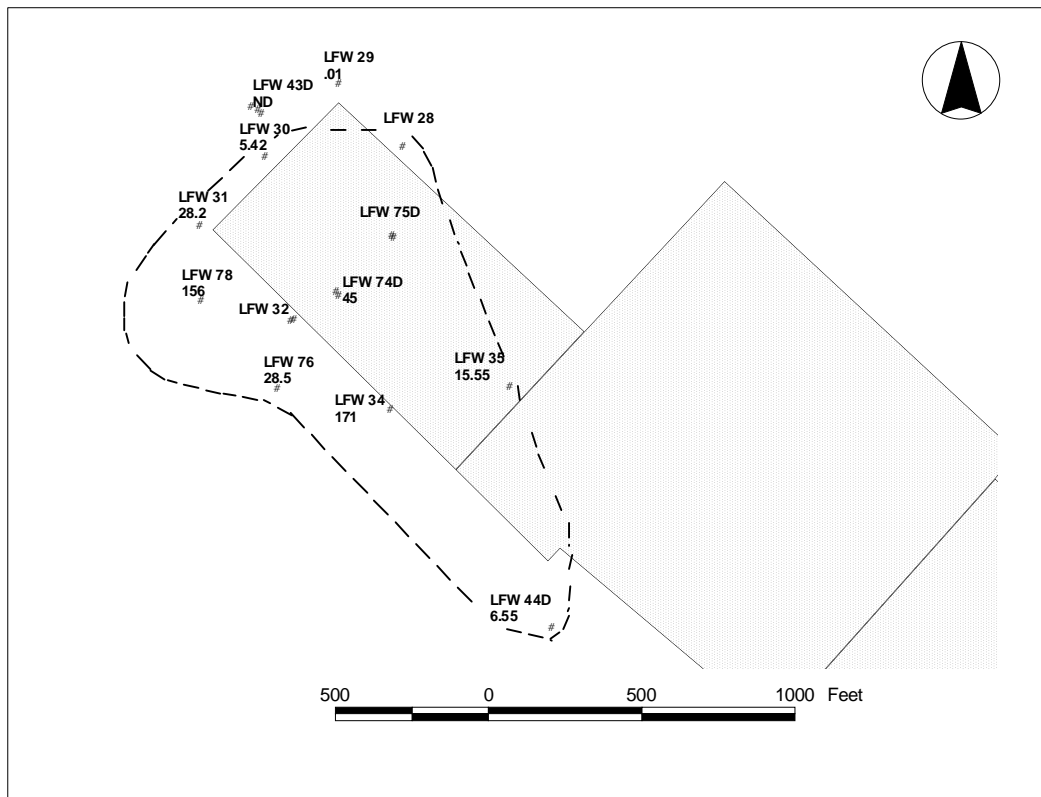 LFW 29
.01
LFW 43D
ND
LFW 28
LFW 30
5.42
LFW 31
28.2
LFW 75D
LFW 78
156
LFW 74D
45
LFW 32
LFW 76
28.5
LFW 35
15.55
LFW 34
171
LFW 44D
6.55
500 0 500 1000 Feet